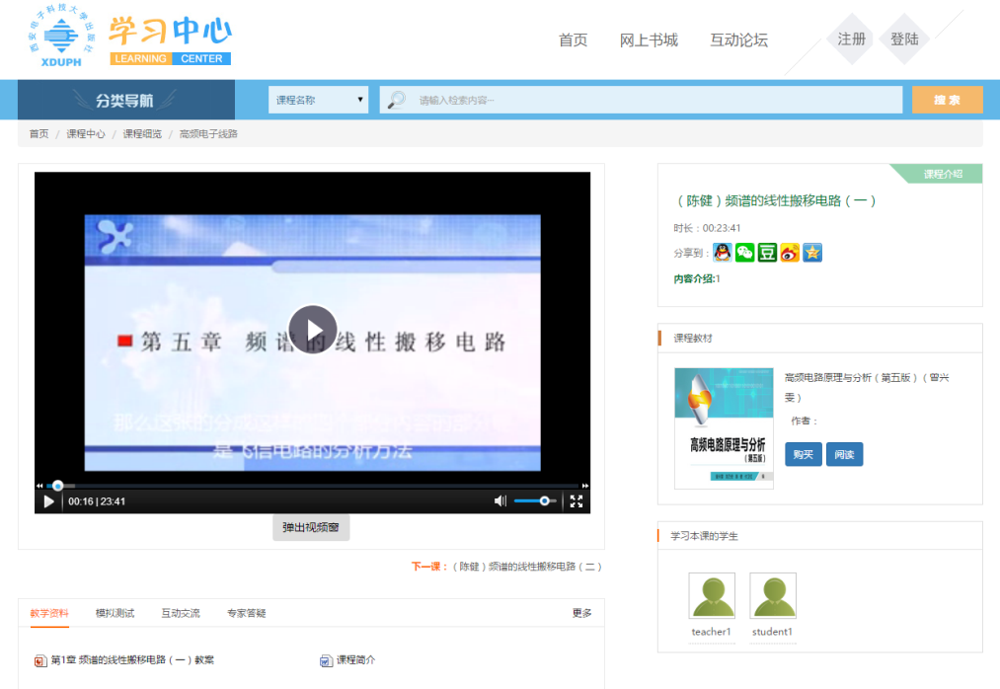 西安电子科技大学出版社
XDUPH
学习中心
LEARNING CENTER
首页 网上书城 互动论坛 注册 登陆
分类导航 课程名称 请输入检索内容~ 搜 索
首页 / 课程中心 / 课程细览 / 高频电子线路
课程介绍
（陈健）频谱的线性搬移电路（一）
时长：00:23:41
分享到：
内容介绍:1
第五章 频谱的线性搬移电路
是飞信电路的分析方法
00:16 | 23:41
弹出视频窗
下一课：（陈健）频谱的线性搬移电路（二）
课程教材
高频电路原理与分析
（第五版）
高频电路原理与分析（第五版）（曾兴
雯）
作者：
购买 阅读
学习本课的学生
teacher1 student1
教学资料 模拟测试 互动交流 专家答疑 更多
第1章 频谱的线性搬移电路（一）教案 课程简介